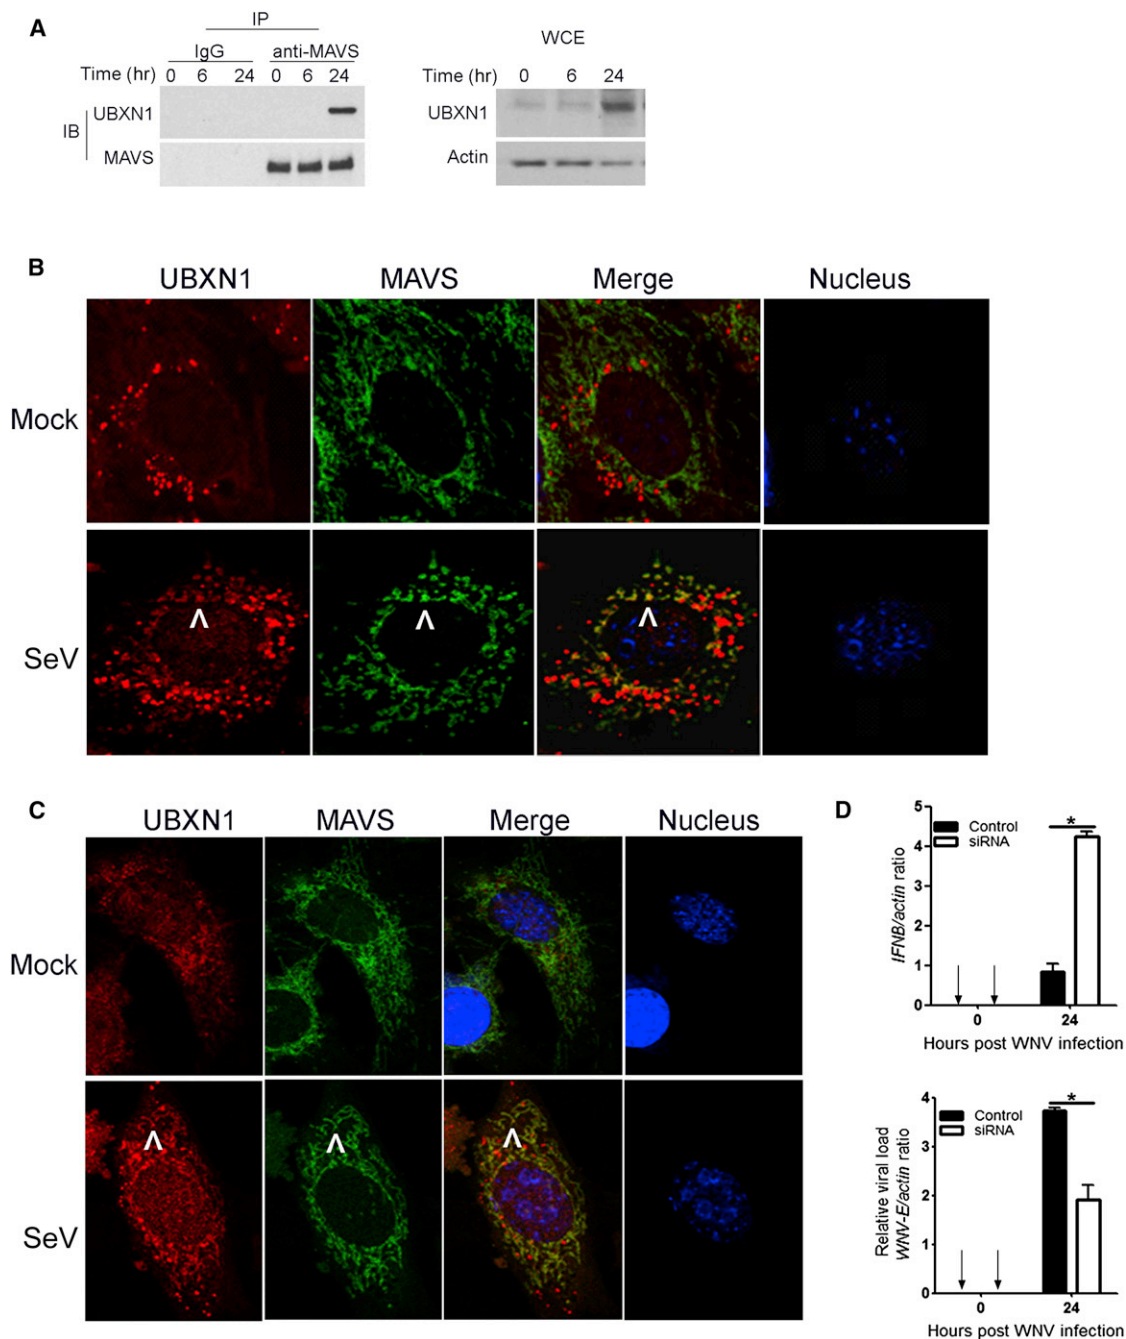 A
IP
IgG anti-MAVS
Time (hr) 0 6 24 0 6 24
UBXN1
IB
MAVS
WCE
Time (hr) 0 6 24
UBXN1
Actin
B
UBXN1 MAVS Merge Nucleus
Mock
^ ^ ^
SeV
C
UBXN1 MAVS Merge Nucleus
Mock
^ ^ ^
SeV
D
5
4
3
2
1
0
IFNB/actin ratio
Control
siRNA
*
0 24
Hours post WNV infection
4
3
2
1
0
Relative viral load
WNV-E/actin ratio
Control
siRNA
*
0 24
Hours post WNV infection